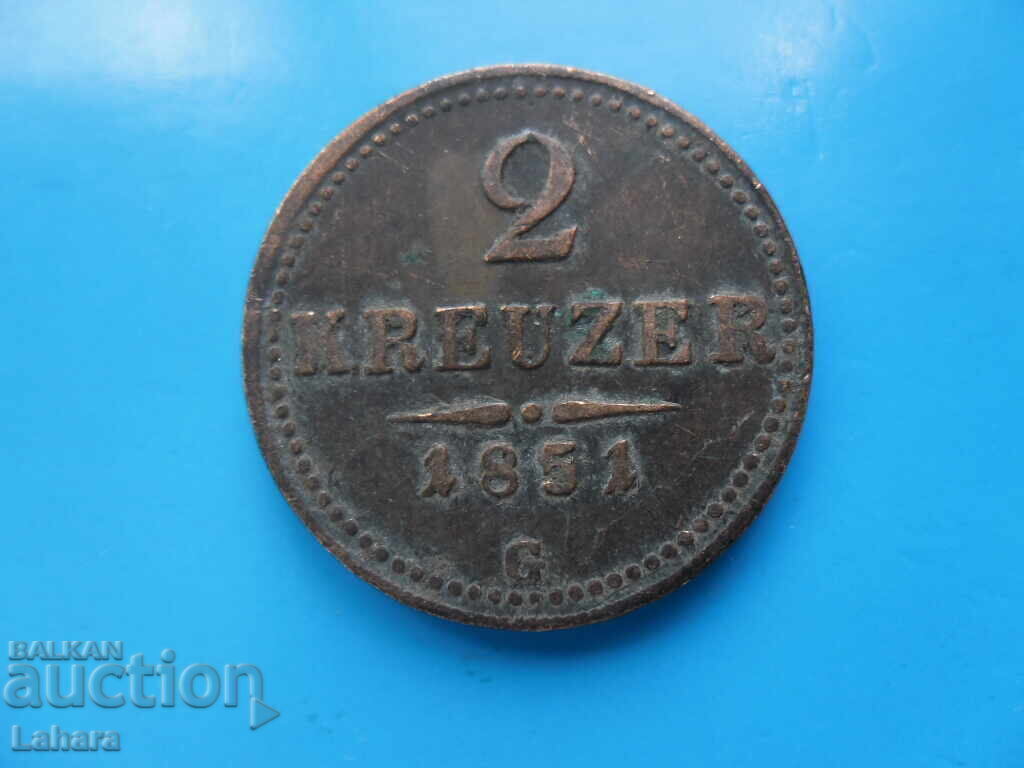 2
KREUZER
1851
G
BALKAN
auction
Lahara